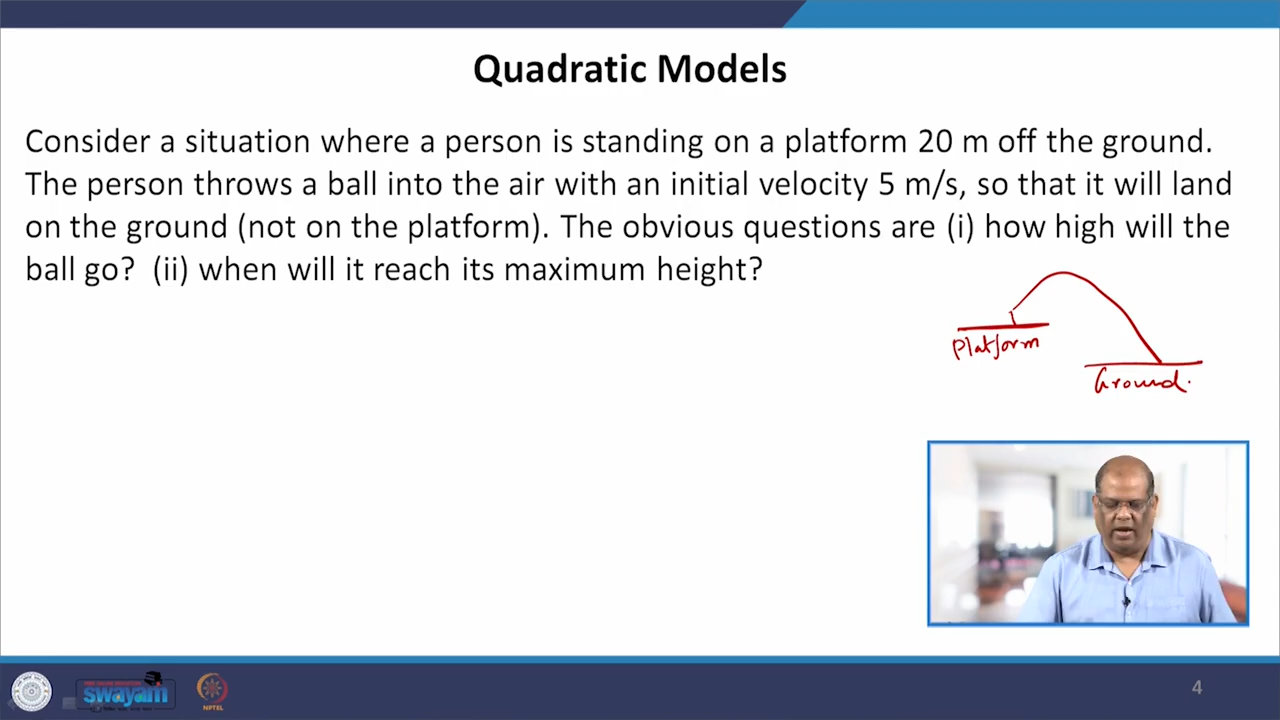 Quadratic Models
Consider a situation where a person is standing on a platform 20 m off the ground.
The person throws a ball into the air with an initial velocity 5 m/s, so that it will land
on the ground (not on the platform). The obvious questions are (i) how high will the
ball go? (ii) when will it reach its maximum height?
Platform
Ground.
swayam
NPTEL
4